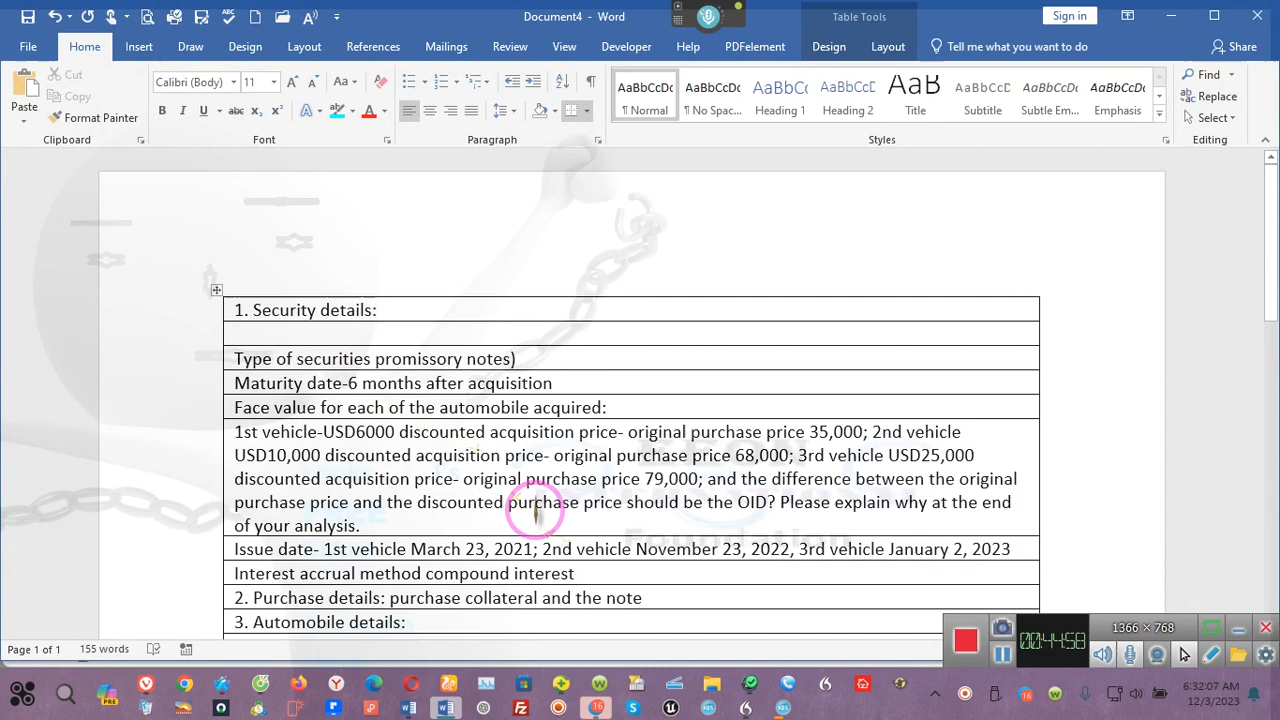 Document4 - Word
Table Tools
Sign in
File Home Insert Draw Design Layout References Mailings Review View Developer Help PDFelement Design Layout Tell me what you want to do Share
Paste
Cut
Copy
Format Painter
Clipboard
Calibri (Body) 11
Font
Paragraph
AaBbCcDc AaBbCcDc AaBbCc AaBbCcD AaB AaBbCcD AaBbCcDc AaBbCcDc
¶ Normal ¶ No Spac... Heading 1 Heading 2 Title Subtitle Subtle Em... Emphasis
Styles
Find
Replace
Select
Editing
1. Security details:
Type of securities promissory notes)
Maturity date-6 months after acquisition
Face value for each of the automobile acquired:
1st vehicle-USD6000 discounted acquisition price- original purchase price 35,000; 2nd vehicle
USD10,000 discounted acquisition price- original purchase price 68,000; 3rd vehicle USD25,000
discounted acquisition price- original purchase price 79,000; and the difference between the original
purchase price and the discounted purchase price should be the OID? Please explain why at the end
of your analysis.
Issue date- 1st vehicle March 23, 2021; 2nd vehicle November 23, 2022, 3rd vehicle January 2, 2023
Interest accrual method compound interest
2. Purchase details: purchase collateral and the note
3. Automobile details:
EEON
Foundation
1366 × 768
00:44:58
Page 1 of 1 155 words
6:32:07 AM
12/3/2023